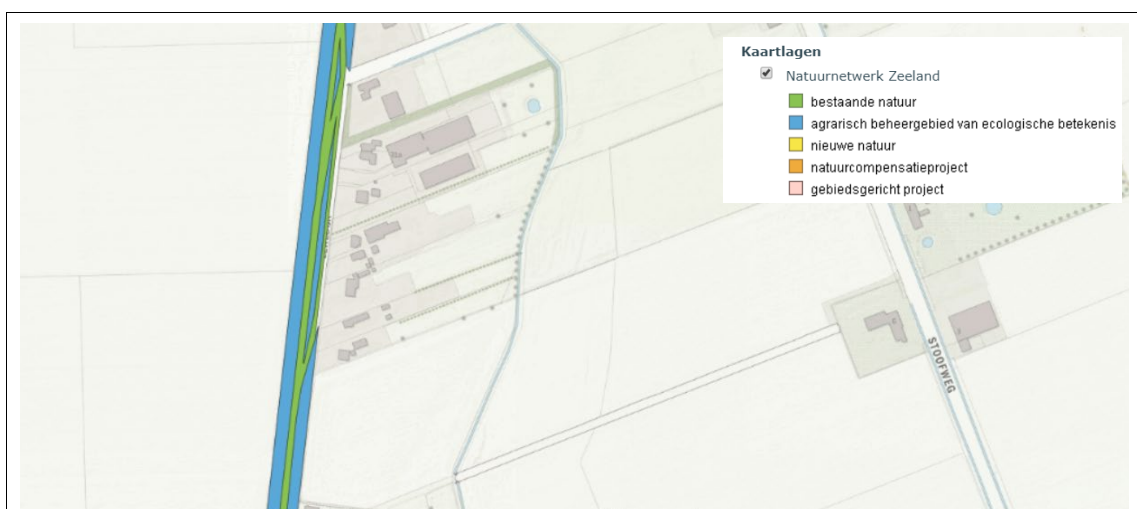 Kaartlagen
Natuurnetwerk Zeeland
bestaande natuur
agrarisch beheergebied van ecologische betekenis
nieuwe natuur
natuurcompensatieproject
gebiedsgericht project
STOOFWEG